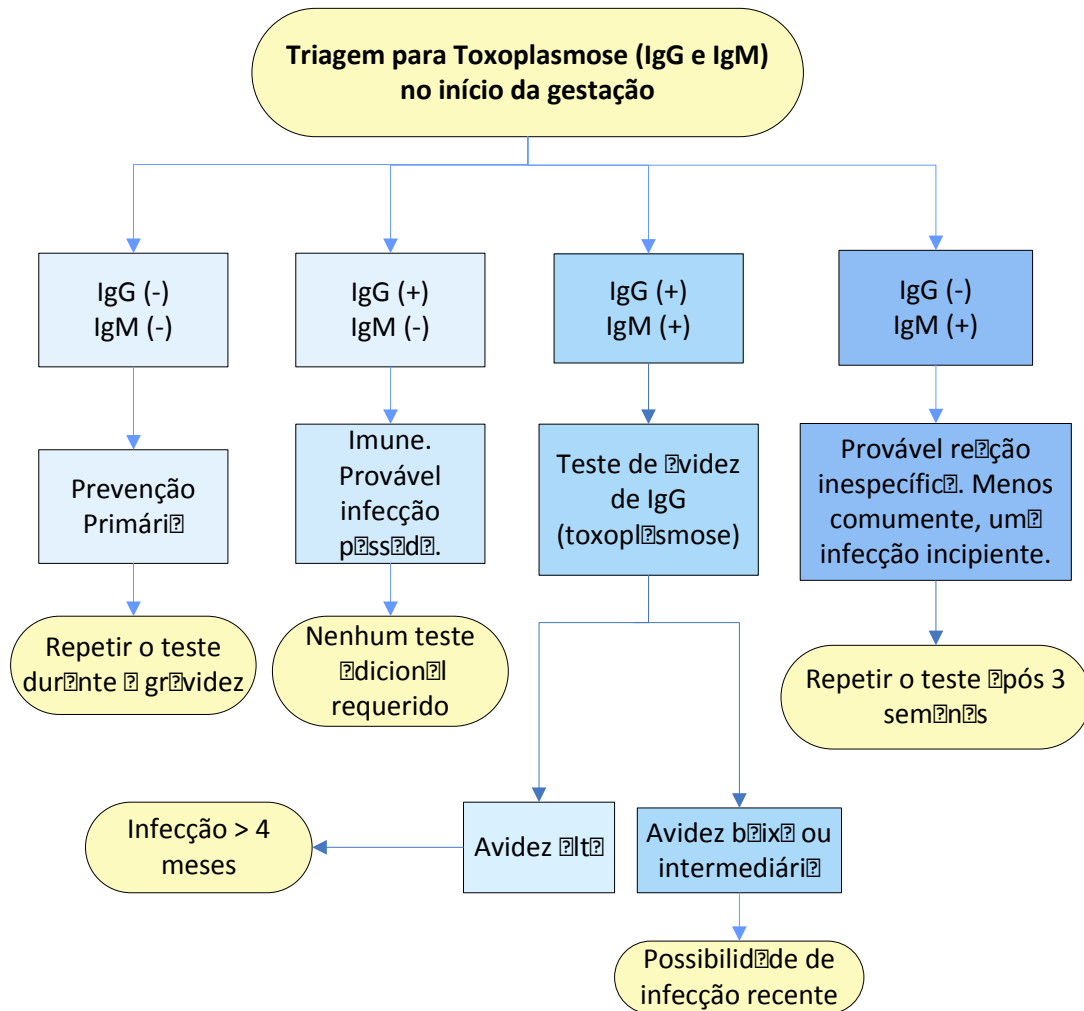 Triagem para Toxoplasmose (IgG e IgM)
no início da gestação
IgG (-)
IgM (-)
IgG (+)
IgM (-)
IgG (+)
IgM (+)
IgG (-)
IgM (+)
Prevenção
Primári⍰
Imune.
Provável
infecção
p⍰ss⍰d⍰.
Teste de ⍰videz
de IgG
(toxopl⍰smose)
Provável re⍰ção
inespecífic⍰. Menos
comumente, um⍰
infecção incipiente.
Repetir o teste
dur⍰nte ⍰ gr⍰videz
Nenhum teste
⍰dicion⍰l
requerido
Repetir o teste ⍰pós 3
sem⍰n⍰s
Infecção > 4
meses
Avidez ⍰lt⍰
Avidez b⍰ix⍰ ou
intermediári⍰
Possibilid⍰de de
infecção recente